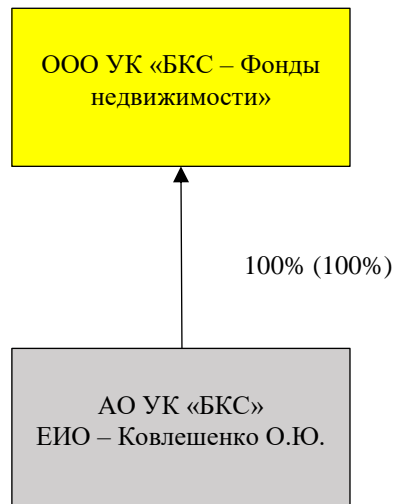 ООО УК «БКС – Фонды
недвижимости»
100% (100%)
АО УК «БКС»
ЕИО – Ковлешенко О.Ю.